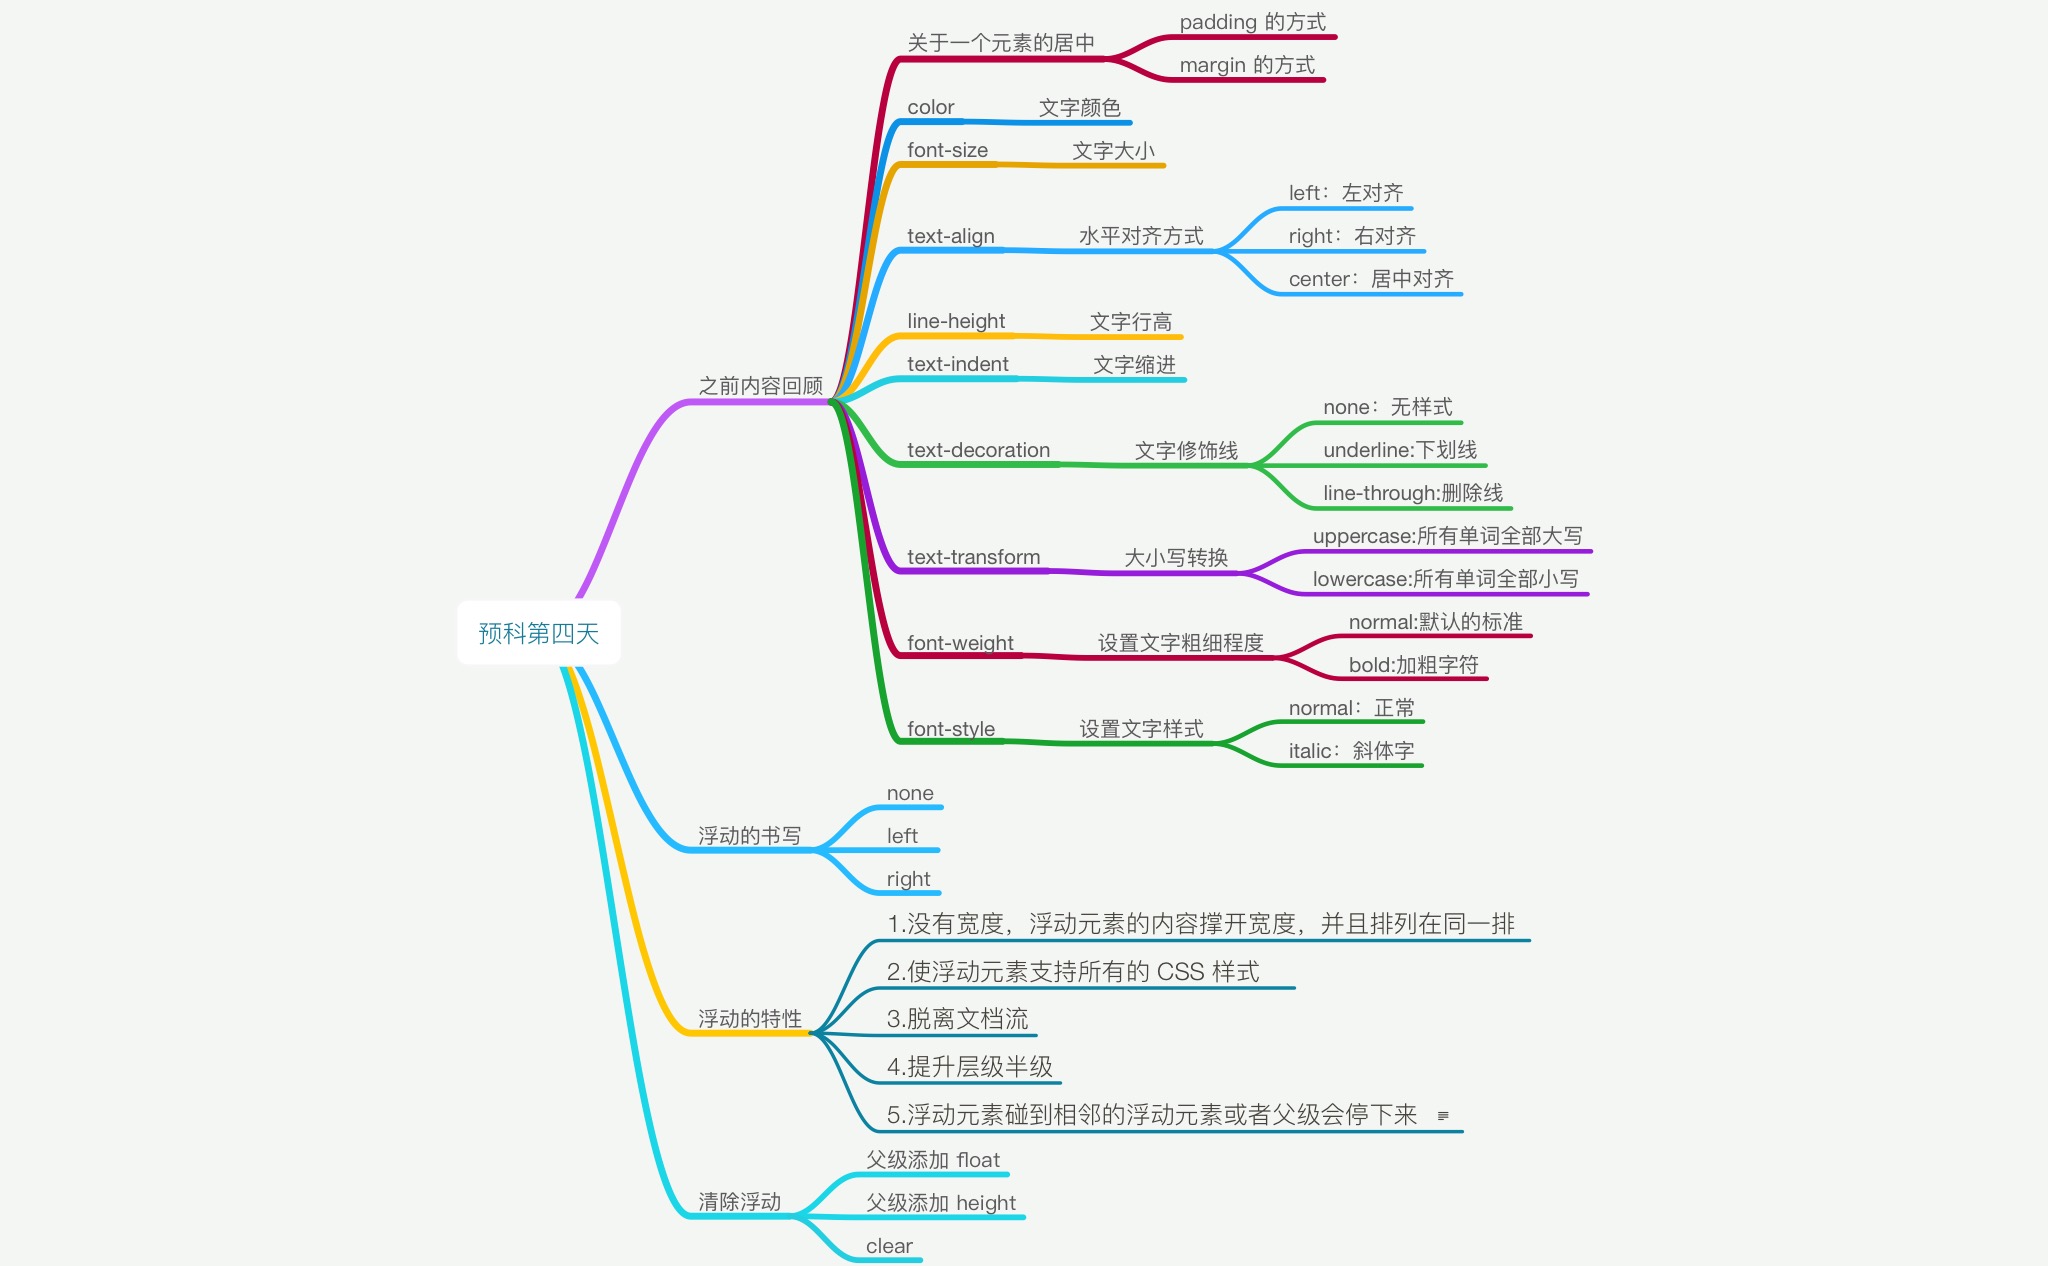 预科第四天
之前内容回顾
关于一个元素的居中
padding 的方式
margin 的方式
color
文字颜色
font-size
文字大小
text-align
水平对齐方式
left：左对齐
right：右对齐
center：居中对齐
line-height
文字行高
text-indent
文字缩进
text-decoration
文字修饰线
none：无样式
underline:下划线
line-through:删除线
text-transform
大小写转换
uppercase:所有单词全部大写
lowercase:所有单词全部小写
font-weight
设置文字粗细程度
normal:默认的标准
bold:加粗字符
font-style
设置文字样式
normal：正常
italic：斜体字
浮动的书写
none
left
right
浮动的特性
1.没有宽度，浮动元素的内容撑开宽度，并且排列在同一排
2.使浮动元素支持所有的 CSS 样式
3.脱离文档流
4.提升层级半级
5.浮动元素碰到相邻的浮动元素或者父级会停下来
清除浮动
父级添加 float
父级添加 height
clear